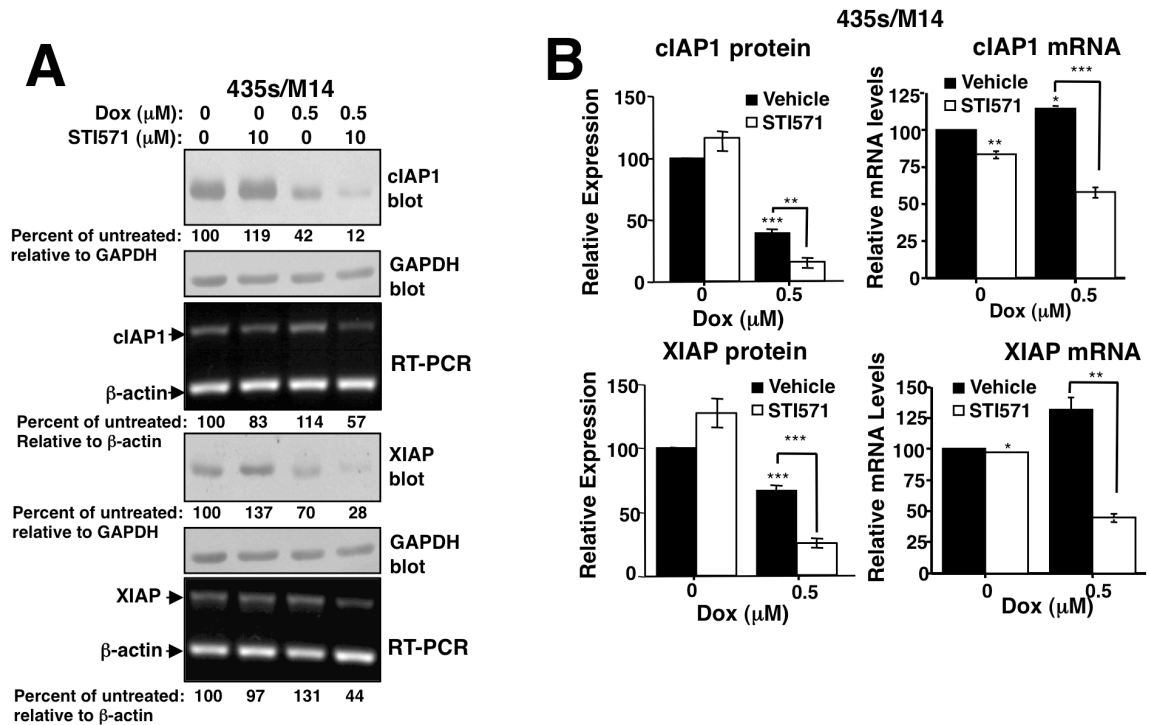 A
435s/M14
Dox (μM): 0 0 0.5 0.5
STI571 (μM): 0 10 0 10
cIAP1
blot
Percent of untreated: 100 119 42 12
relative to GAPDH
GAPDH
blot
cIAP1
β-actin
RT-PCR
Percent of untreated: 100 83 114 57
Relative to β-actin
XIAP
blot
Percent of untreated: 100 137 70 28
relative to GAPDH
GAPDH
blot
XIAP
β-actin
RT-PCR
Percent of untreated: 100 97 131 44
relative to β-actin
B
435s/M14
cIAP1 protein
Relative Expression
150
100
50
0
Vehicle
STI571
***
**
0 0.5
Dox (μM)
cIAP1 mRNA
Relative mRNA levels
125
100
75
50
25
0
Vehicle
STI571
**
*
***
0 0.5
Dox (μM)
XIAP protein
Relative Expression
150
100
50
0
Vehicle
STI571
***
***
0 0.5
Dox (μM)
XIAP mRNA
Relative mRNA Levels
150
125
100
75
50
25
0
Vehicle
STI571
*
**
0 0.5
Dox (μM)